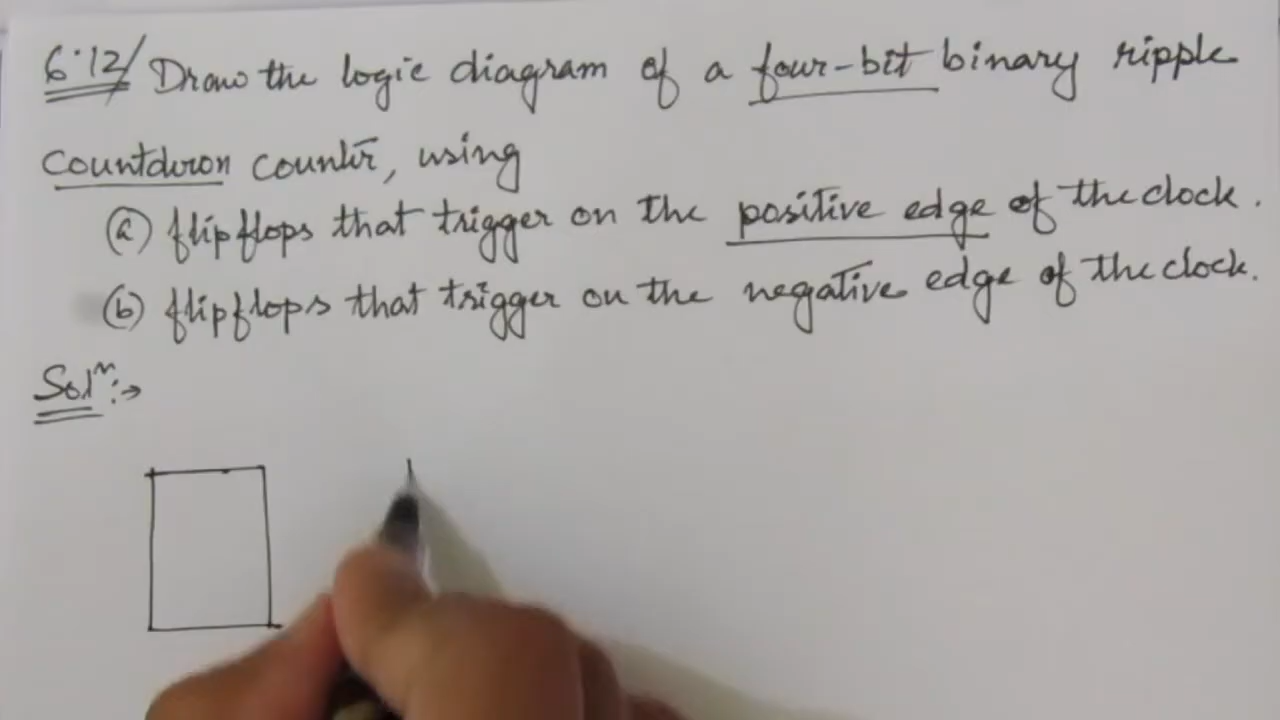 6.12/ Draw the logic diagram of a four-bit binary ripple
Countdown counter, using
(a) flipflops that trigger on the positive edge of the clock.
(b) flipflops that trigger on the negative edge of the clock.
Solⁿ :→